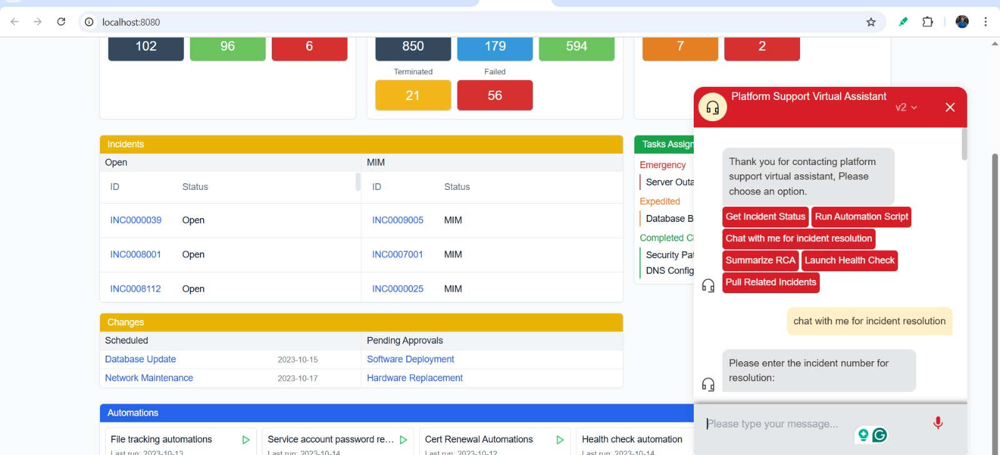 localhost:8080
102
96
6
850
179
594
7
2
Terminated
Failed
21
56
Incidents
Open
MIM
ID
Status
ID
Status
INC0000039
Open
INC0009005
MIM
INC0008001
Open
INC0007001
MIM
INC0008112
Open
INC0000025
MIM
Tasks Assign
Emergency
Server Outa
Expedited
Database B
Completed C
Security Pat
DNS Config
Changes
Scheduled
Pending Approvals
Database Update
2023-10-15
Software Deployment
Network Maintenance
2023-10-17
Hardware Replacement
Automations
File tracking automations
Last run: 2023-10-13
Service account password re...
Last run: 2023-10-14
Cert Renewal Automations
Last run: 2023-10-12
Health check automation
Last run: 2023-10-14
Platform Support Virtual Assistant
v2
Thank you for contacting platform
support virtual assistant, Please
choose an option.
Get Incident Status
Run Automation Script
Chat with me for incident resolution
Summarize RCA
Launch Health Check
Pull Related Incidents
chat with me for incident resolution
Please enter the incident number for
resolution:
Please type your message...